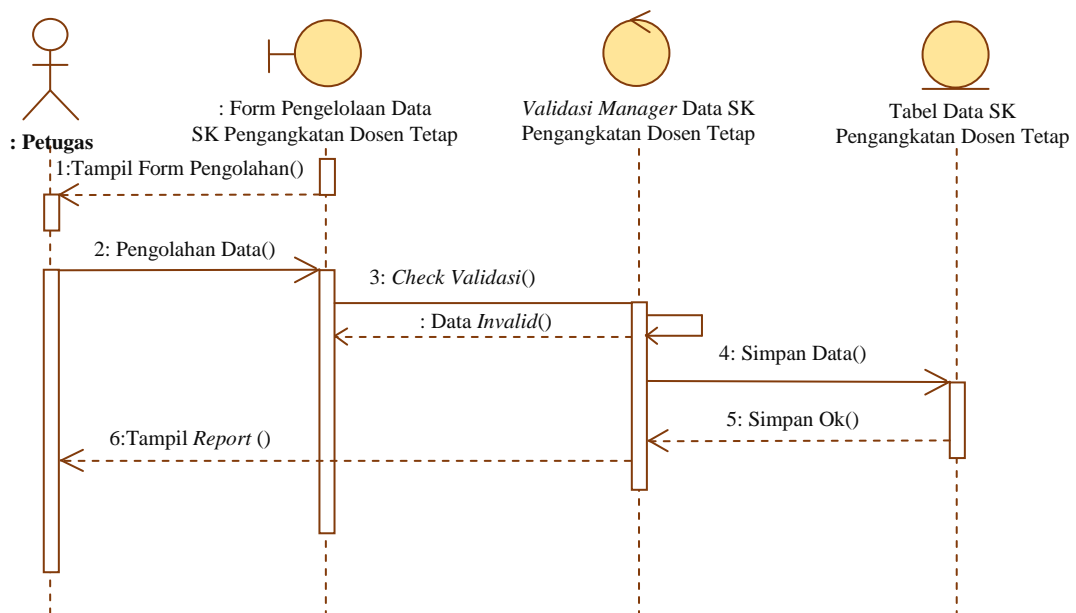 : Petugas
: Form Pengelolaan Data
SK Pengangkatan Dosen Tetap
Validasi Manager Data SK
Pengangkatan Dosen Tetap
Tabel Data SK
Pengangkatan Dosen Tetap
1:Tampil Form Pengolahan()
2: Pengolahan Data()
3: Check Validasi()
: Data Invalid()
4: Simpan Data()
5: Simpan Ok()
6:Tampil Report ()